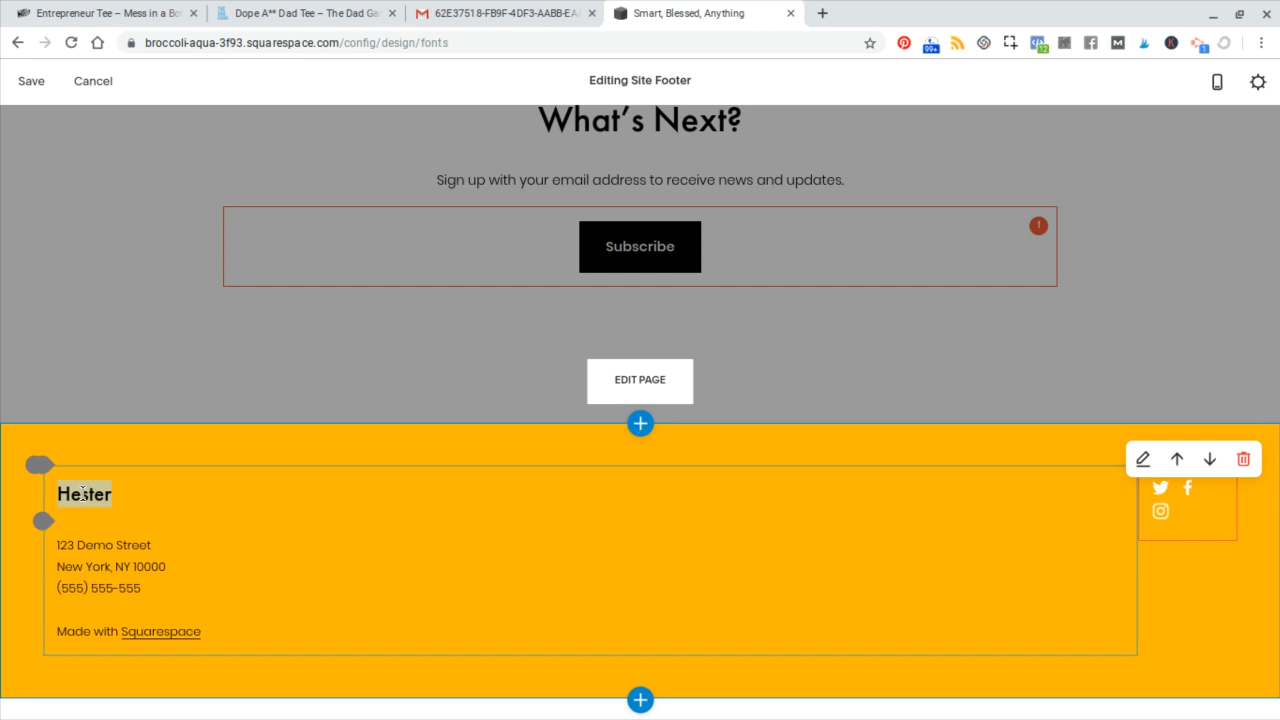 Entrepreneur Tee – Mess in a Bo
Dope A** Dad Tee – The Dad Ga
62E37518-FB9F-4DF3-AABB-EA
Smart, Blessed, Anything
broccoli-aqua-3f93.squarespace.com/config/design/fonts
99+
12
1
Save
Cancel
Editing Site Footer
What's Next?
Sign up with your email address to receive news and updates.
Subscribe
!
EDIT PAGE
Hester
123 Demo Street
New York, NY 10000
(555) 555-555
Made with Squarespace